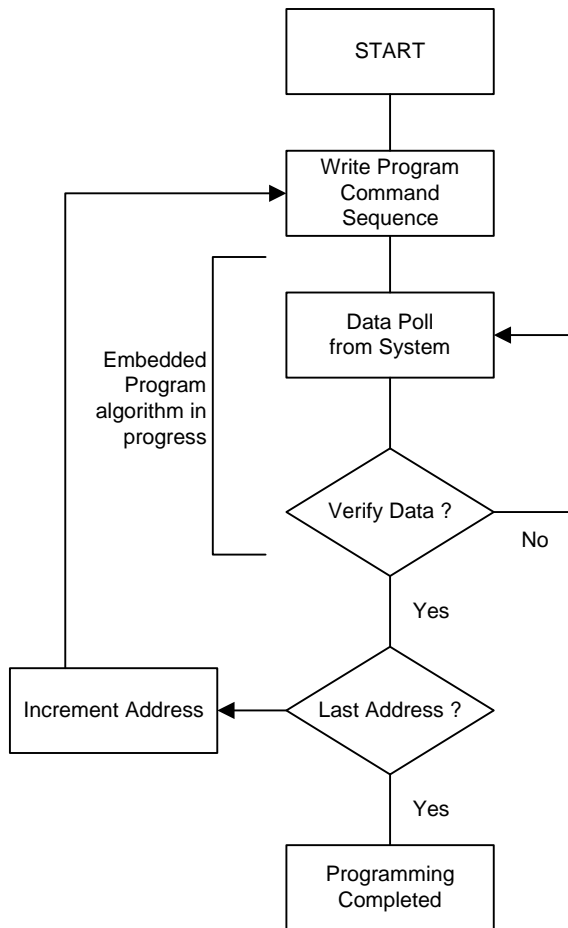 START
Write Program
Command
Sequence
Data Poll
from System
Embedded
Program
algorithm in
progress
Verify Data ?
No
Yes
Increment Address
Last Address ?
Yes
Programming
Completed